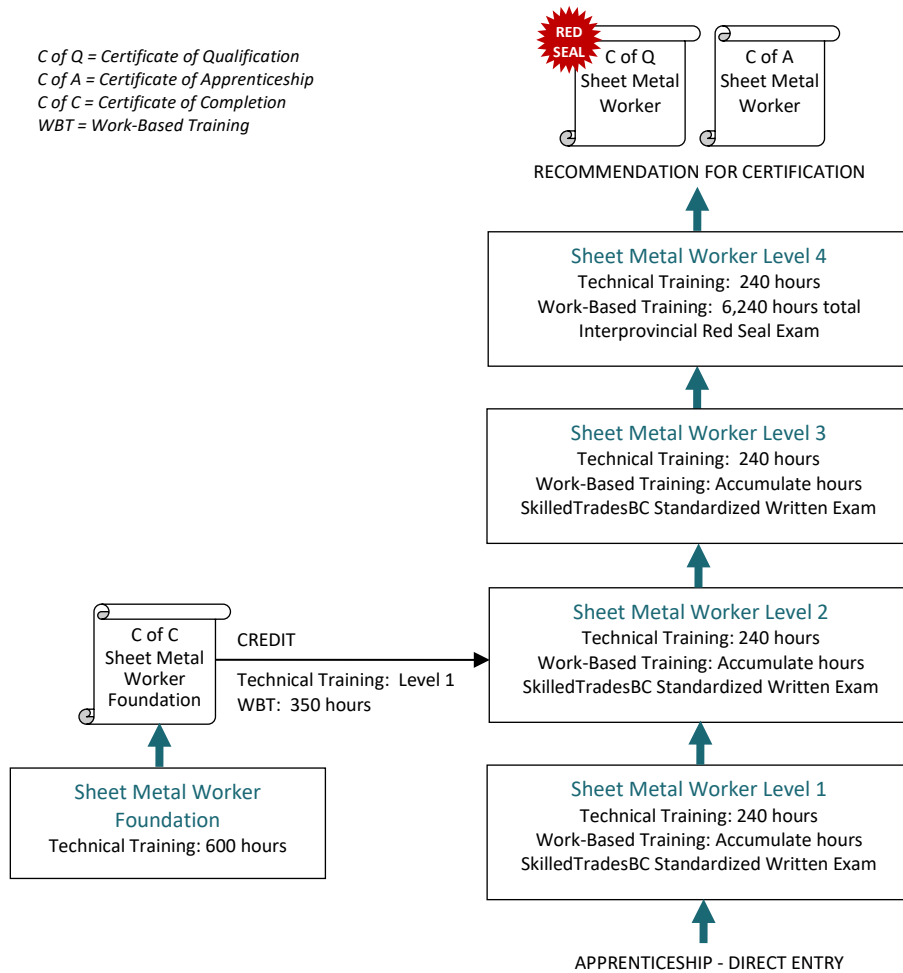 C of Q = Certificate of Qualification
C of A = Certificate of Apprenticeship
C of C = Certificate of Completion
WBT = Work-Based Training
RED
SEAL
C of Q
Sheet Metal
Worker
C of A
Sheet Metal
Worker
RECOMMENDATION FOR CERTIFICATION
Sheet Metal Worker Level 4
Technical Training:  240 hours
Work-Based Training:  6,240 hours total
Interprovincial Red Seal Exam
Sheet Metal Worker Level 3
Technical Training:  240 hours
Work-Based Training: Accumulate hours
SkilledTradesBC Standardized Written Exam
Sheet Metal Worker Level 2
Technical Training: 240 hours
Work-Based Training: Accumulate hours
SkilledTradesBC Standardized Written Exam
C of C
Sheet Metal
Worker
Foundation
CREDIT
Technical Training:  Level 1
WBT:  350 hours
Sheet Metal Worker
Foundation
Technical Training: 600 hours
Sheet Metal Worker Level 1
Technical Training: 240 hours
Work-Based Training: Accumulate hours
SkilledTradesBC Standardized Written Exam
APPRENTICESHIP - DIRECT ENTRY